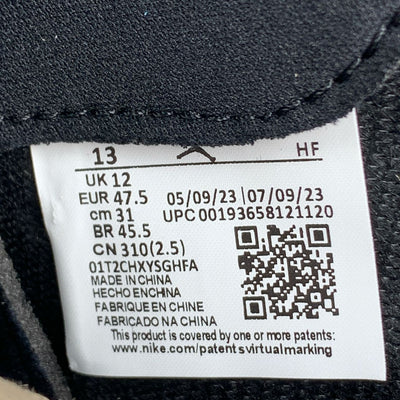 13 HF
UK 12
EUR 47.5 05/09/23 | 07/09/23
cm 31 UPC 00193658121120
BR 45.5
CN 310(2.5)
01T2CHXYSGHFA
MADE IN CHINA
HECHO EN CHINA
FABRIQUE EN CHINE
FABRICADO NA CHINA
This product is covered by one or more patents:
www.nike.com/patentsvirtualmarking